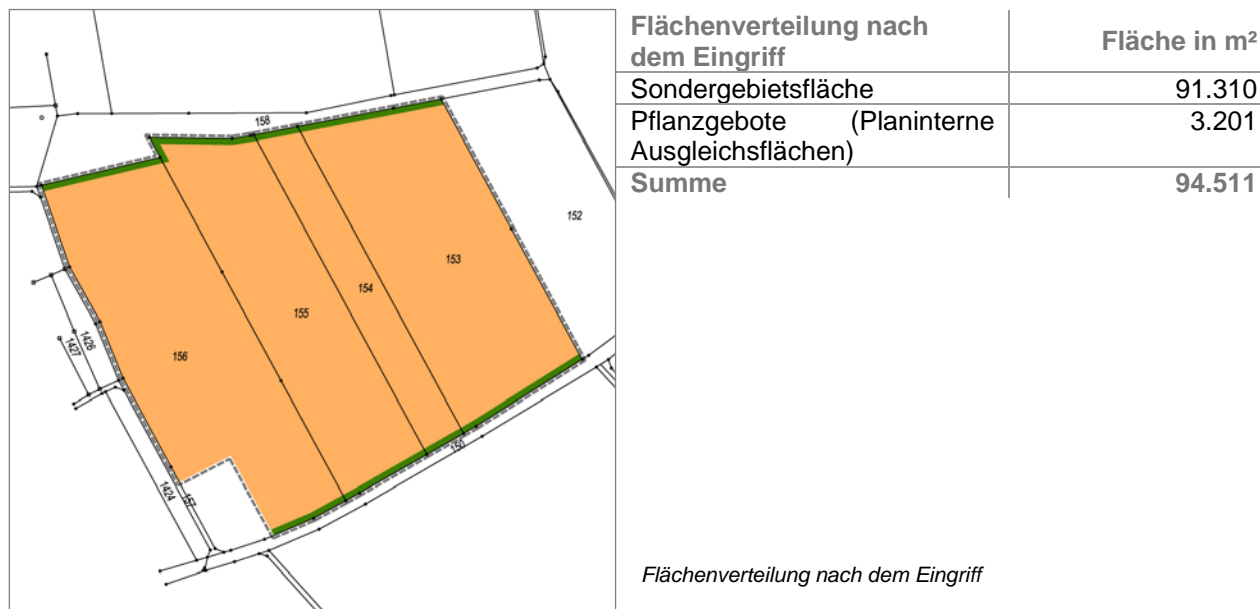 Flächenverteilung nach
dem Eingriff
Fläche in m²
Sondergebietsfläche
91.310
Pflanzgebote (Planinterne
Ausgleichsflächen)
3.201
Summe
94.511
158
152
153
154
155
156
1426
1427
150
157
1424
Flächenverteilung nach dem Eingriff